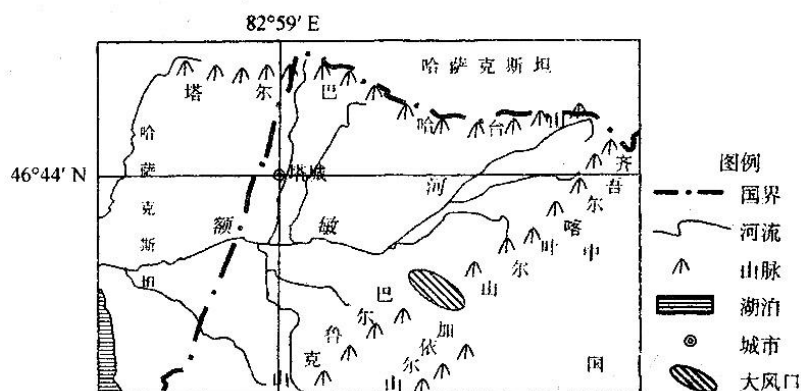 82°59′ E
哈萨克斯坦
塔尔巴哈台山
哈萨克斯坦
46°44′ N
塔城
额敏河
齐吾尔喀叶尔山
巴尔鲁克山
加依尔山
中国
图例
国界
河流
山脉
湖泊
城市
大风门